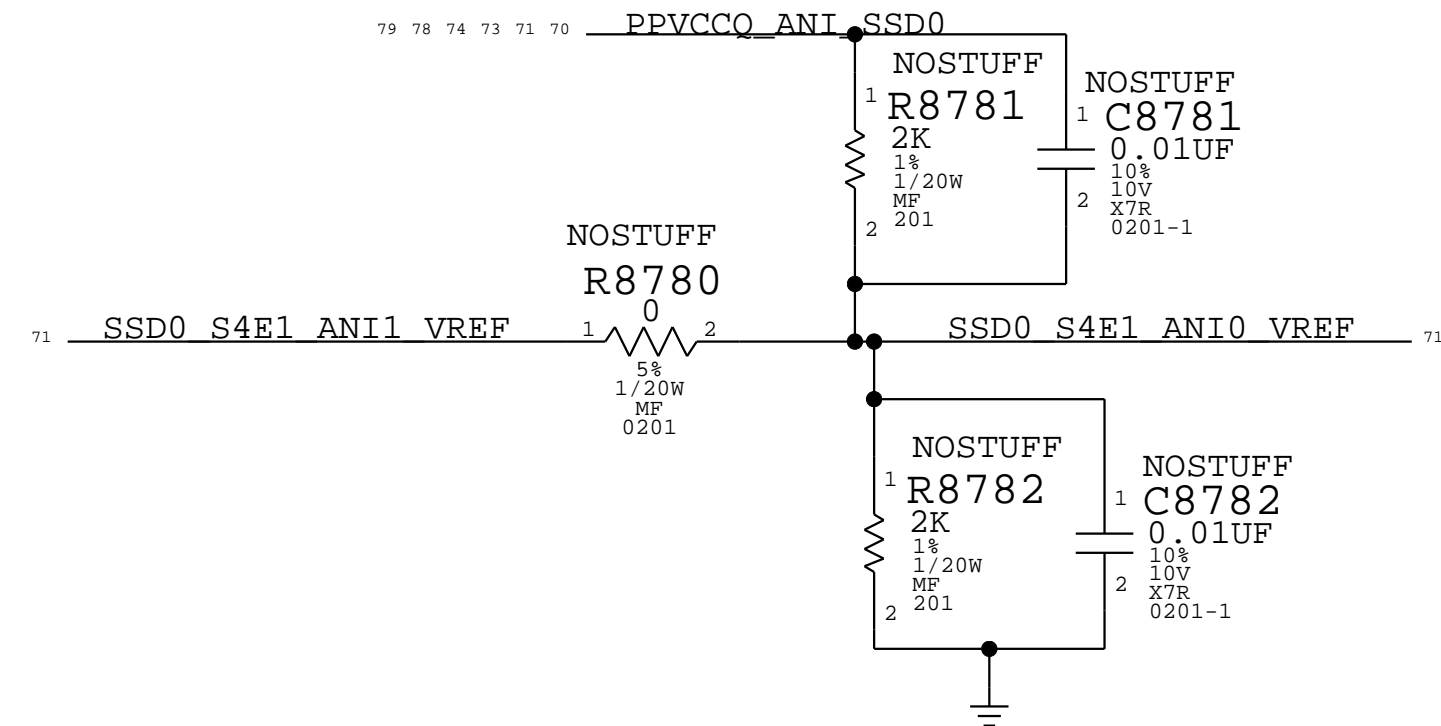 79 78 74 73 71 70 PPVCCQ_ANI_SSD0
NOSTUFF
1 R8781
2K
1%
1/20W
MF
201
2
NOSTUFF
1 C8781
0.01UF
10%
10V
X7R
0201-1
2
NOSTUFF
R8780
0
71 SSD0_S4E1_ANI1_VREF 1 2 SSD0_S4E1_ANI0_VREF 71
5%
1/20W
MF
0201
NOSTUFF
1 R8782
2K
1%
1/20W
MF
201
2
NOSTUFF
1 C8782
0.01UF
10%
10V
X7R
0201-1
2